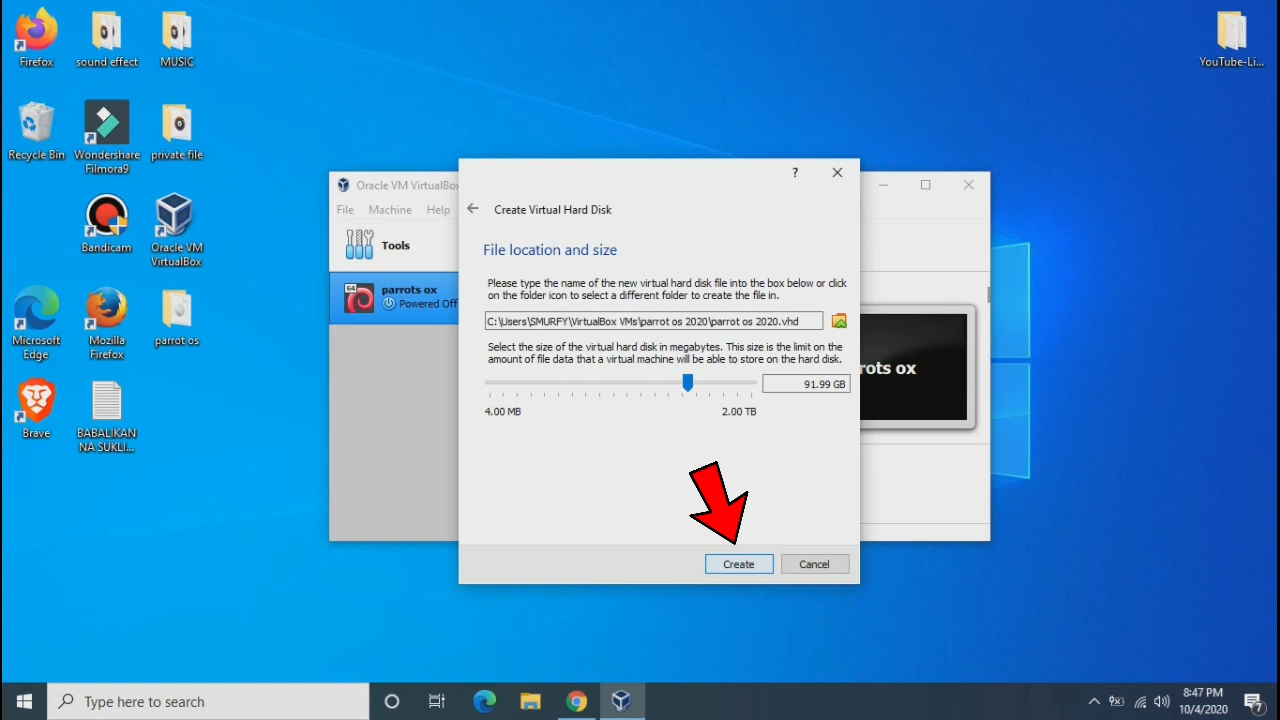 Firefox
sound effect
MUSIC
YouTube-Li...
Recycle Bin
Wondershare
Filmora9
private file
Bandicam
Oracle VM
VirtualBox
Microsoft
Edge
Mozilla
Firefox
parrot os
Brave
BABALIKAN
NA SUKLI...
Oracle VM VirtualBox
File Machine Help
Tools
64
parrots ox
Powered Off
rots ox
?
Create Virtual Hard Disk
File location and size
Please type the name of the new virtual hard disk file into the box below or click
on the folder icon to select a different folder to create the file in.
C:\Users\SMURFY\VirtualBox VMs\parrot os 2020\parrot os 2020.vhd
Select the size of the virtual hard disk in megabytes. This size is the limit on the
amount of file data that a virtual machine will be able to store on the hard disk.
91.99 GB
4.00 MB 2.00 TB
Create Cancel
Type here to search
8:47 PM
10/4/2020
7